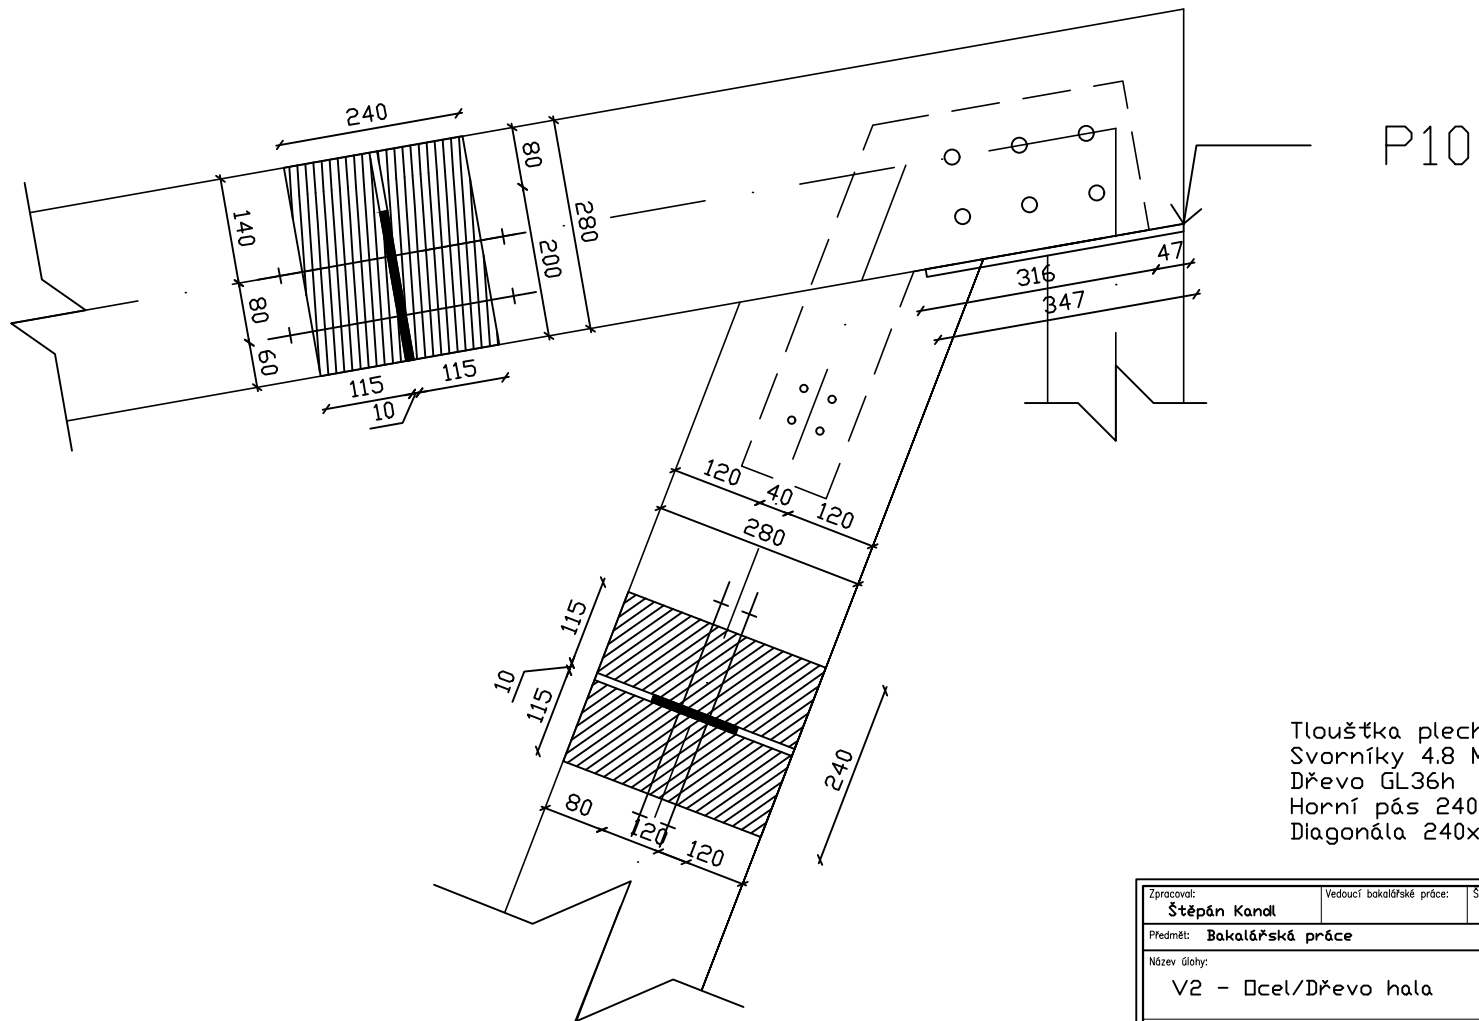 240
80
280
140
200
P10
47
316
347
80
60
115
115
10
120
40
120
280
115
10
115
240
80
120
120
Tloušťka plech
Svorníky 4.8 M
Dřevo GL36h
Horní pás 240
Diagonála 240x
Zpracoval:
Vedoucí bakalářské práce:
Š
Štěpán Kandl
Předmět: Bakalářská práce
Název úlohy:
V2 - Ocel/Dřevo hala